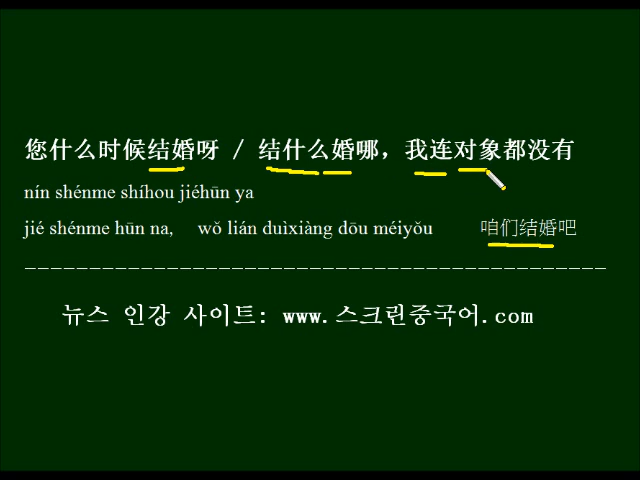 您什么时候结婚呀 / 结什么婚哪，我连对象都没有
nín shénme shíhou jiéhūn ya
jié shénme hūn na,   wǒ lián duìxiàng dōu méiyǒu   咱们结婚吧
------------------------------------------------
뉴스 인강 사이트: www.스크린중국어.com